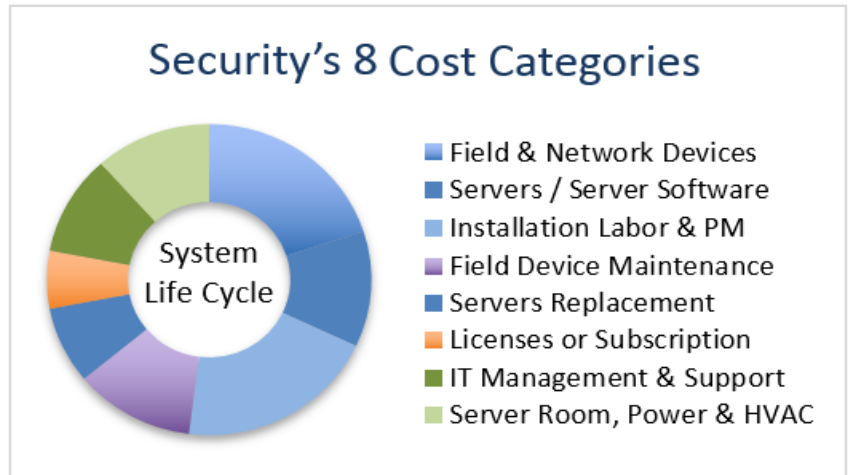 Security’s 8 Cost Categories
System
Life Cycle
Field & Network Devices
Servers / Server Software
Installation Labor & PM
Field Device Maintenance
Servers Replacement
Licenses or Subscription
IT Management & Support
Server Room, Power & HVAC